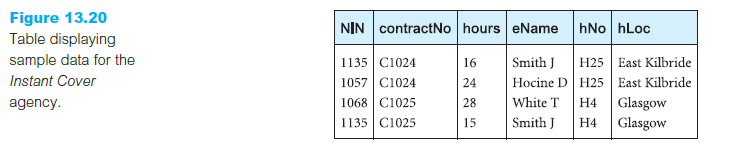 Figure 13.20
Table displaying
sample data for the
Instant Cover
agency.
NIN contractNo hours eName hNo hLoc
1135 C1024 16 Smith J H25 East Kilbride
1057 C1024 24 Hocine D H25 East Kilbride
1068 C1025 28 White T H4 Glasgow
1135 C1025 15 Smith J H4 Glasgow